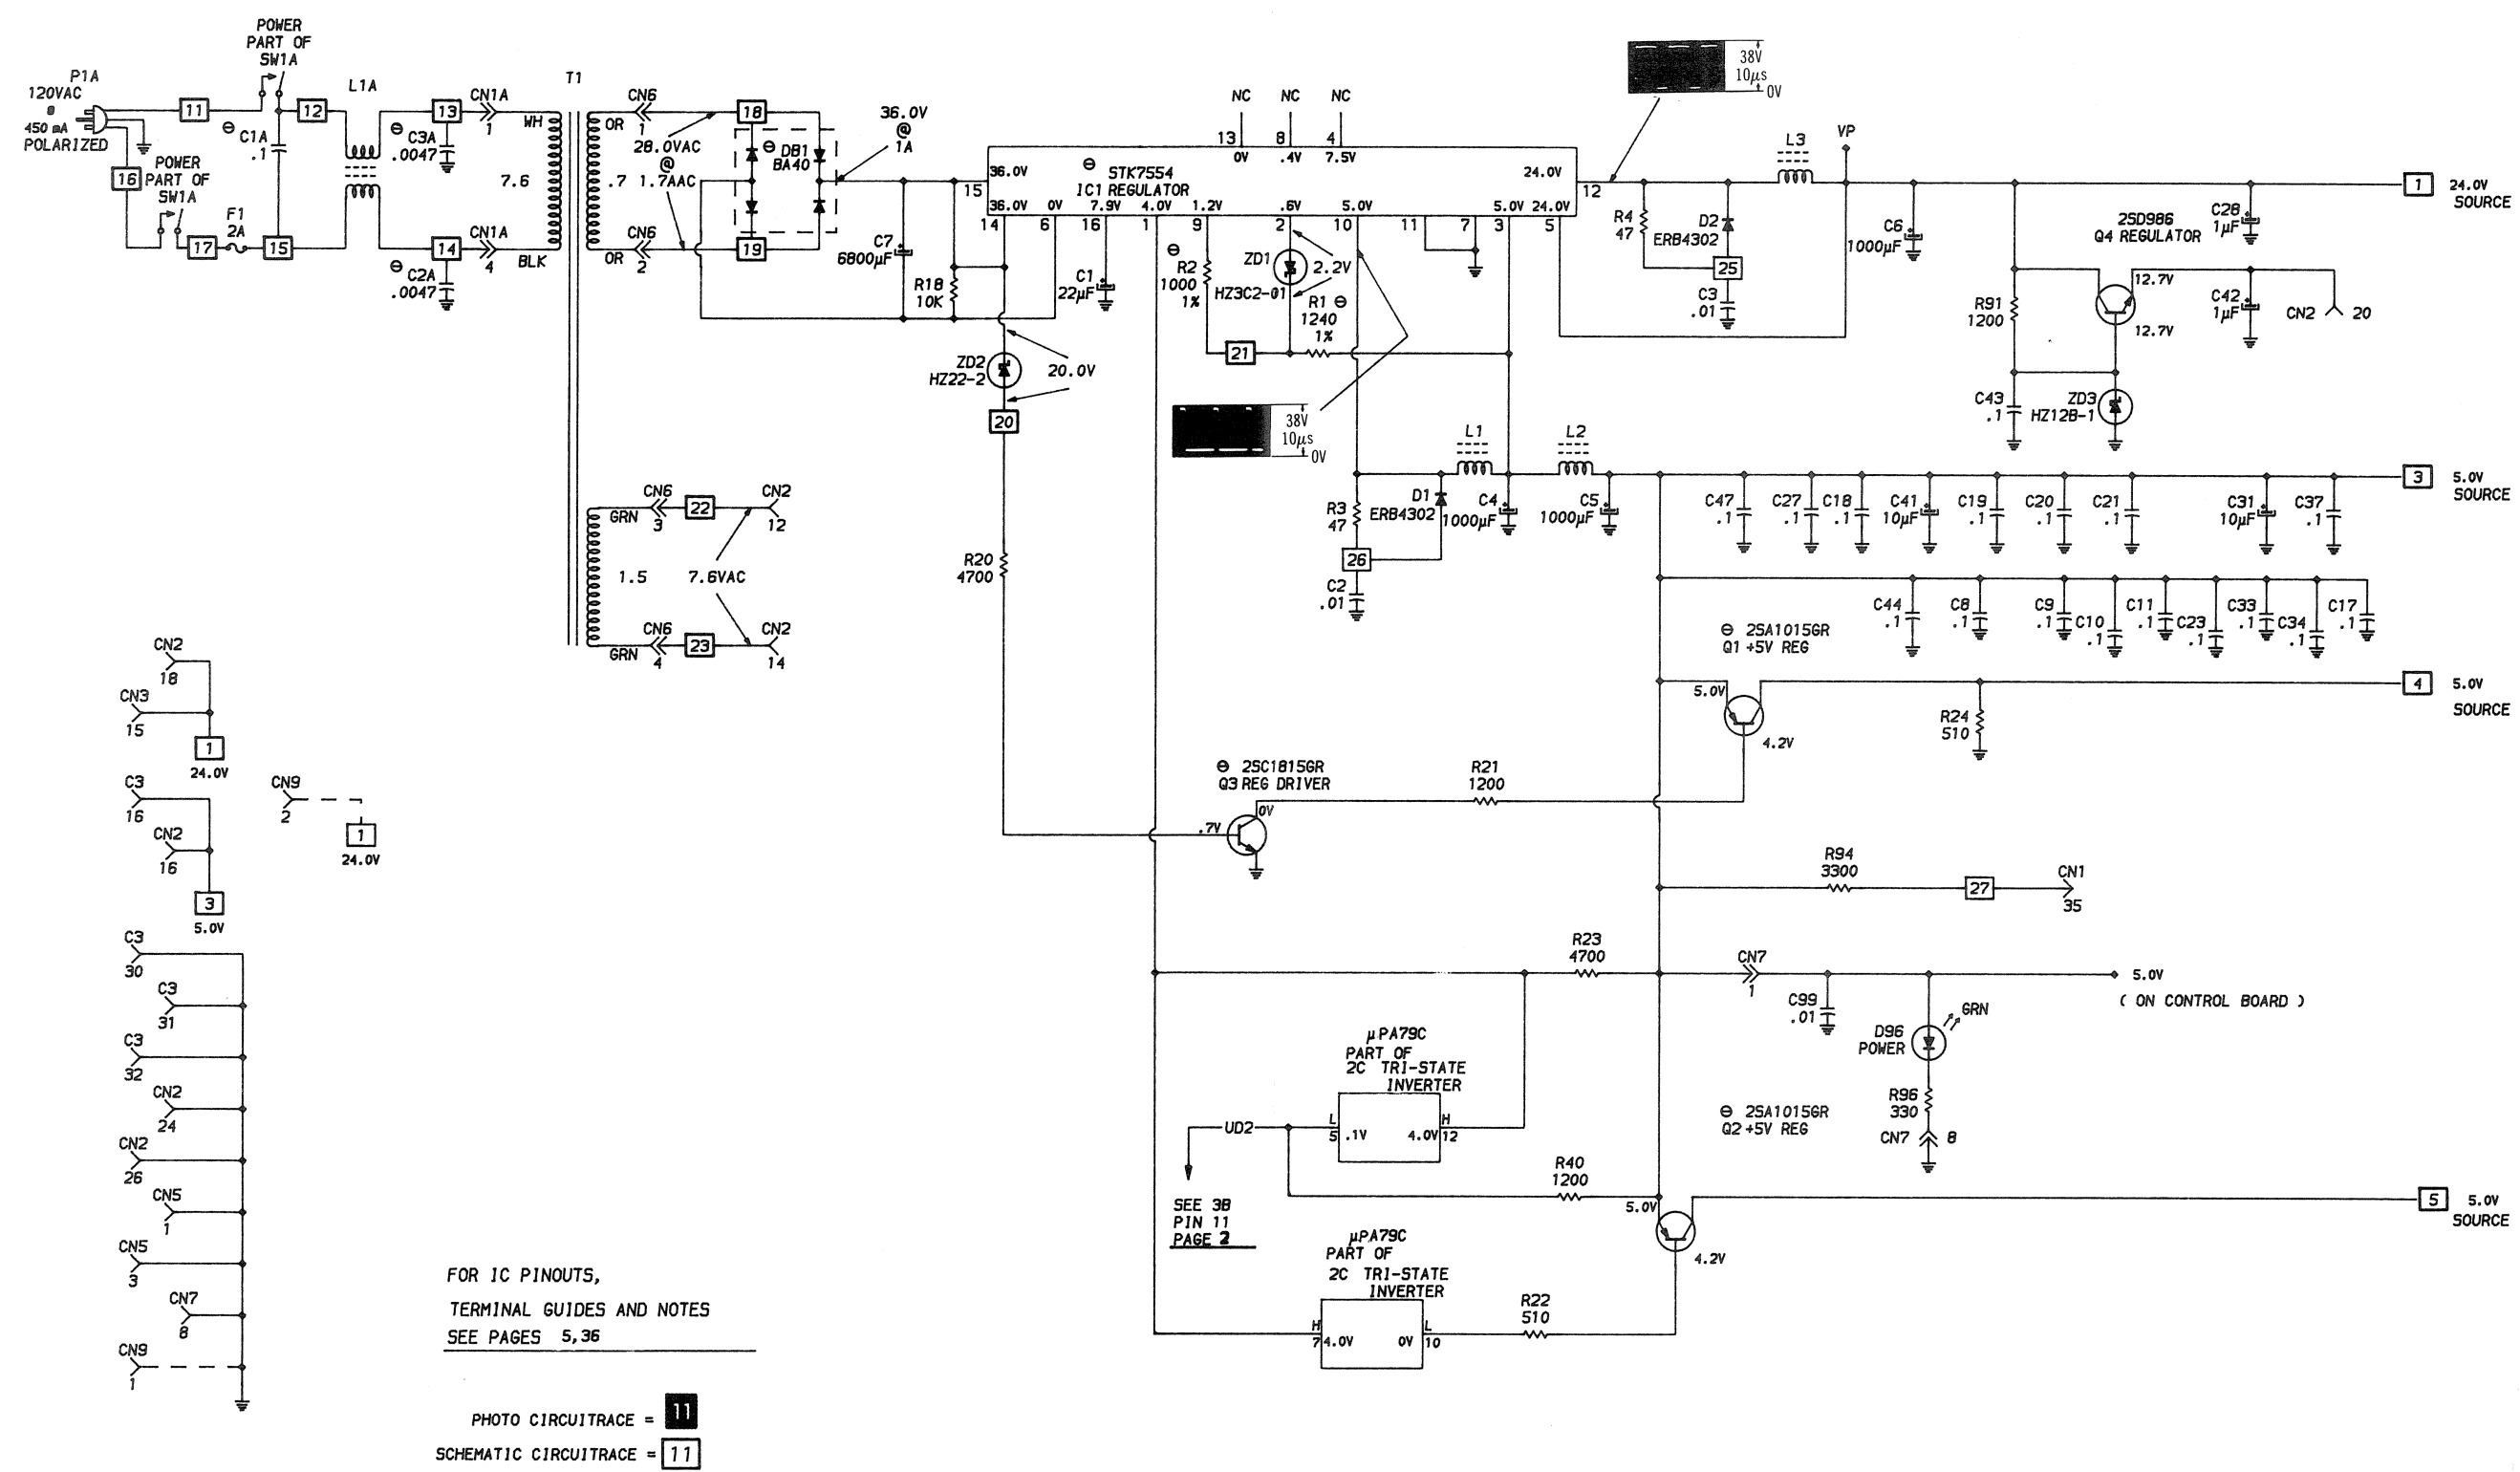 POWER
PART OF
SW1A
P1A
120VAC
@
450 mA
POLARIZED
11
12
L1A
C1A
.1
C3A
.0047
13
CN1A
1
WH
T1
7.6
16
POWER
PART OF
SW1A
17
F1
2A
15
14
CN1A
4
BLK
C2A
.0047
CN6
1
OR
.7
28.0VAC
@
1.7AAC
CN6
2
OR
18
19
DB1
BA40
36.0V
@
1A
C7
6800µF
R18
10K
NC
NC
NC
13
8
4
0V
.4V
7.5V
STK7554
IC1 REGULATOR
36.0V
15
24.0V
12
36.0V
0V
7.9V
4.0V
1.2V
.6V
5.0V
5.0V
24.0V
14
6
16
1
9
2
10
11
7
3
5
C1
22µF
R2
1000
1%
ZD1
HZ3C2-01
2.2V
R1
1240
1%
21
ZD2
HZ22-2
20.0V
20
R20
4700
38V
10µs
0V
38V
10µs
0V
R4
47
D2
ERB4302
25
C3
.01
L3
VP
C6
1000µF
2SD986
Q4 REGULATOR
C28
1µF
1
24.0V
SOURCE
R91
1200
12.7V
12.7V
C42
1µF
CN2
20
C43
.1
ZD3
HZ12B-1
L1
L2
R3
47
D1
ERB4302
26
C2
.01
C4
1000µF
C5
1000µF
C47
.1
C27
.1
C18
.1
C41
10µF
C19
.1
C20
.1
C21
.1
C31
10µF
C37
.1
3
5.0V
SOURCE
C44
.1
C8
.1
C9
.1
C10
.1
C11
.1
C23
.1
C33
.1
C34
.1
C17
.1
CN6
3
GRN
22
CN2
12
1.5
7.6VAC
CN6
4
GRN
23
CN2
14
2SA1015GR
Q1 +5V REG
5.0V
4.2V
R24
510
4
5.0V
SOURCE
2SC1815GR
Q3 REG DRIVER
.7V
0V
R21
1200
R94
3300
27
CN1
35
R23
4700
CN7
1
C99
.01
5.0V
( ON CONTROL BOARD )
D96
POWER
GRN
R96
330
CN7
8
µPA79C
PART OF
2C TRI-STATE
INVERTER
L
5
.1V
4.0V
H
12
UD2
SEE 3B
PIN 11
PAGE 2
R40
1200
2SA1015GR
Q2 +5V REG
5.0V
4.2V
5
5.0V
SOURCE
µPA79C
PART OF
2C TRI-STATE
INVERTER
H
7
4.0V
0V
L
10
R22
510
CN2
18
CN3
15
1
24.0V
C3
16
CN2
16
3
5.0V
CN9
2
1
24.0V
C3
30
C3
31
C3
32
CN2
24
CN2
26
CN5
1
CN5
3
CN7
8
CN9
1
FOR IC PINOUTS,
TERMINAL GUIDES AND NOTES
SEE PAGES 5,36
PHOTO CIRCUITRACE = 11
SCHEMATIC CIRCUITRACE = 11